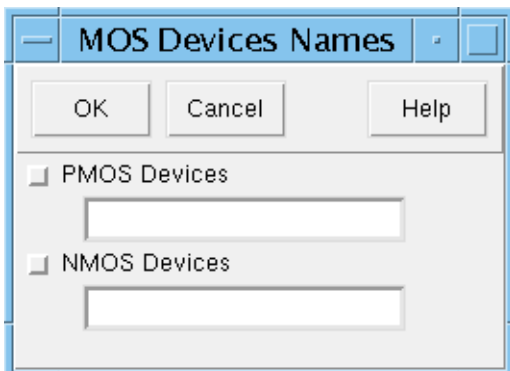 MOS Devices Names
OK Cancel Help
PMOS Devices
NMOS Devices